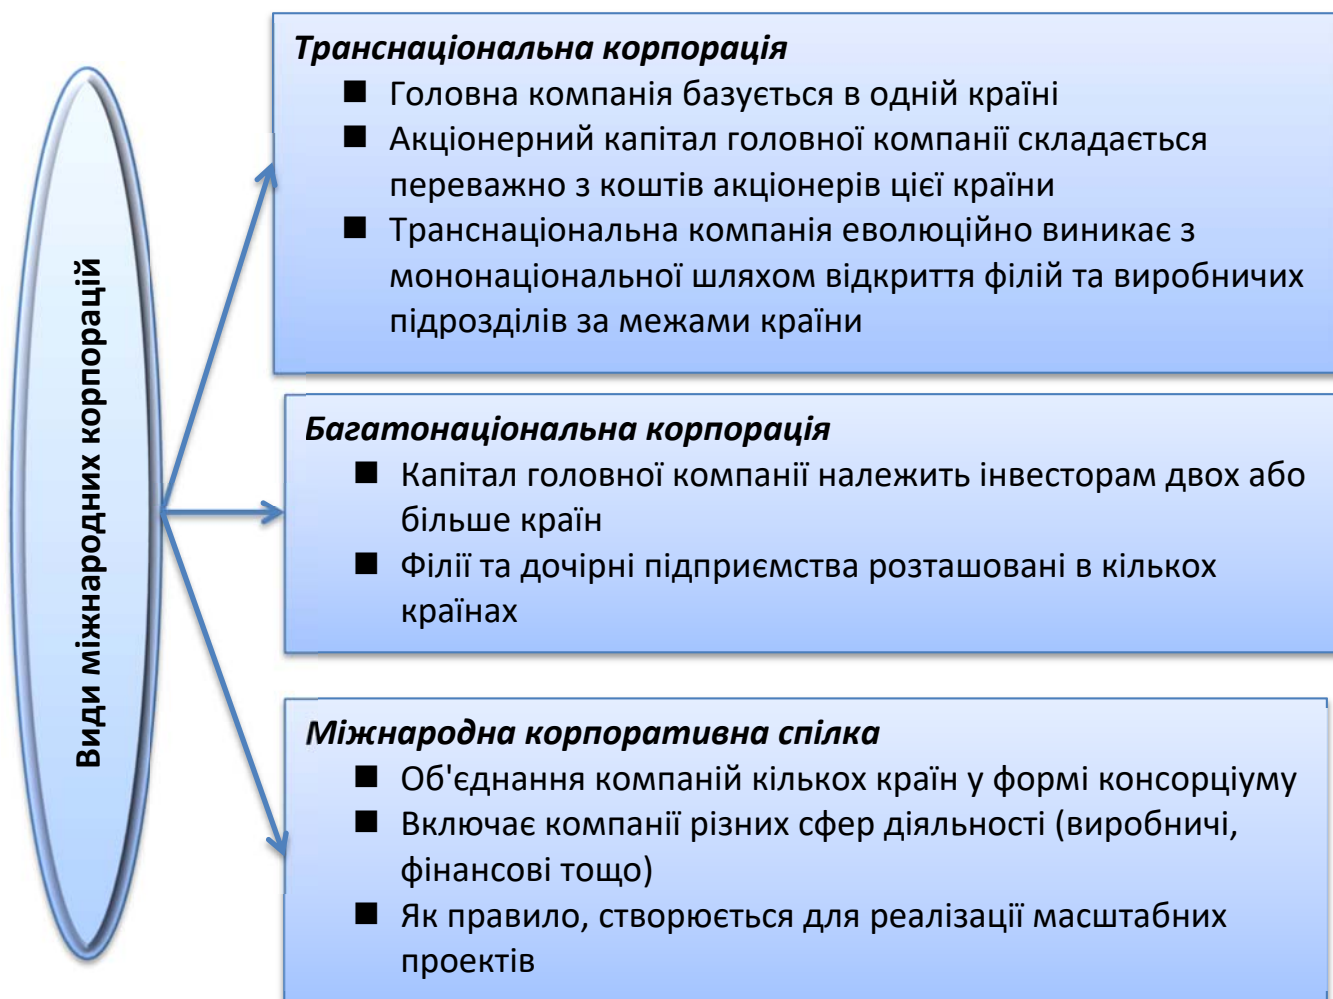 Види міжнародних корпорацій
Транснаціональна корпорація
■ Головна компанія базується в одній країні
■ Акціонерний капітал головної компанії складається
переважно з коштів акціонерів цієї країни
■ Транснаціональна компанія еволюційно виникає з
мононаціональної шляхом відкриття філій та виробничих
підрозділів за межами країни
Багатонаціональна корпорація
■ Капітал головної компанії належить інвесторам двох або
більше країн
■ Філії та дочірні підприємства розташовані в кількох
країнах
Міжнародна корпоративна спілка
■ Об'єднання компаній кількох країн у формі консорціуму
■ Включає компанії різних сфер діяльності (виробничі,
фінансові тощо)
■ Як правило, створюється для реалізації масштабних
проектів